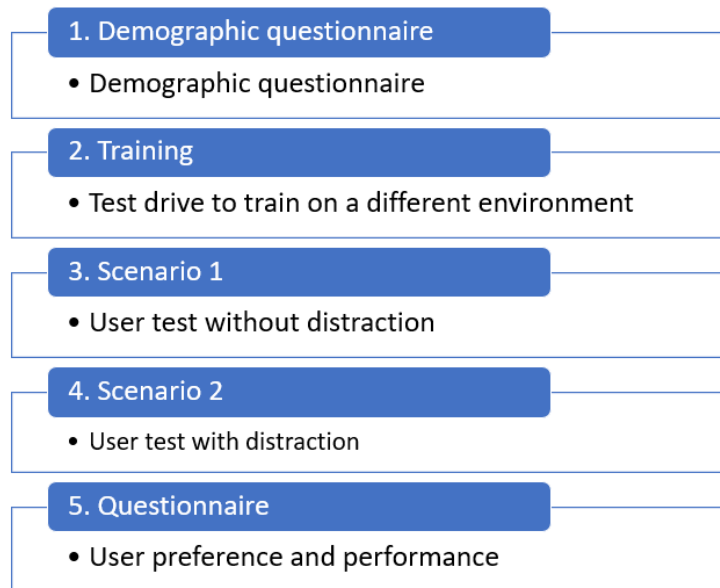 1. Demographic questionnaire
• Demographic questionnaire
2. Training
• Test drive to train on a different environment
3. Scenario 1
• User test without distraction
4. Scenario 2
• User test with distraction
5. Questionnaire
• User preference and performance